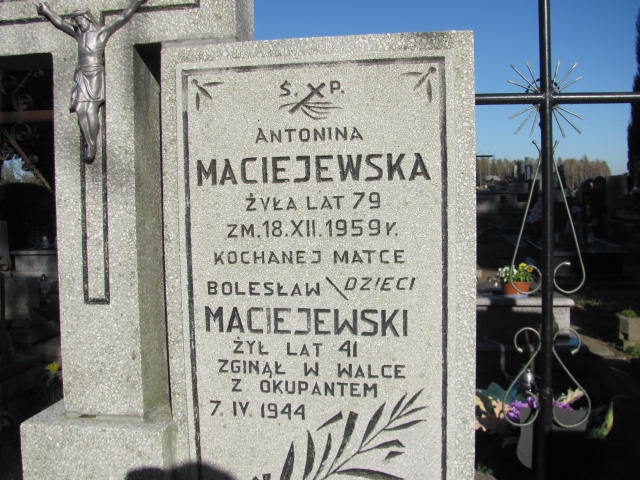 Ś. P.
ANTONINA
MACIEJEWSKA
ŻYŁA LAT 79
ZM. 18. XII. 1959 r.
KOCHANEJ MATCE
DZIECI
BOLESŁAW
MACIEJEWSKI
ŻYŁ LAT 41
ZGINĄŁ W WALCE
Z OKUPANTEM
7. IV. 1944